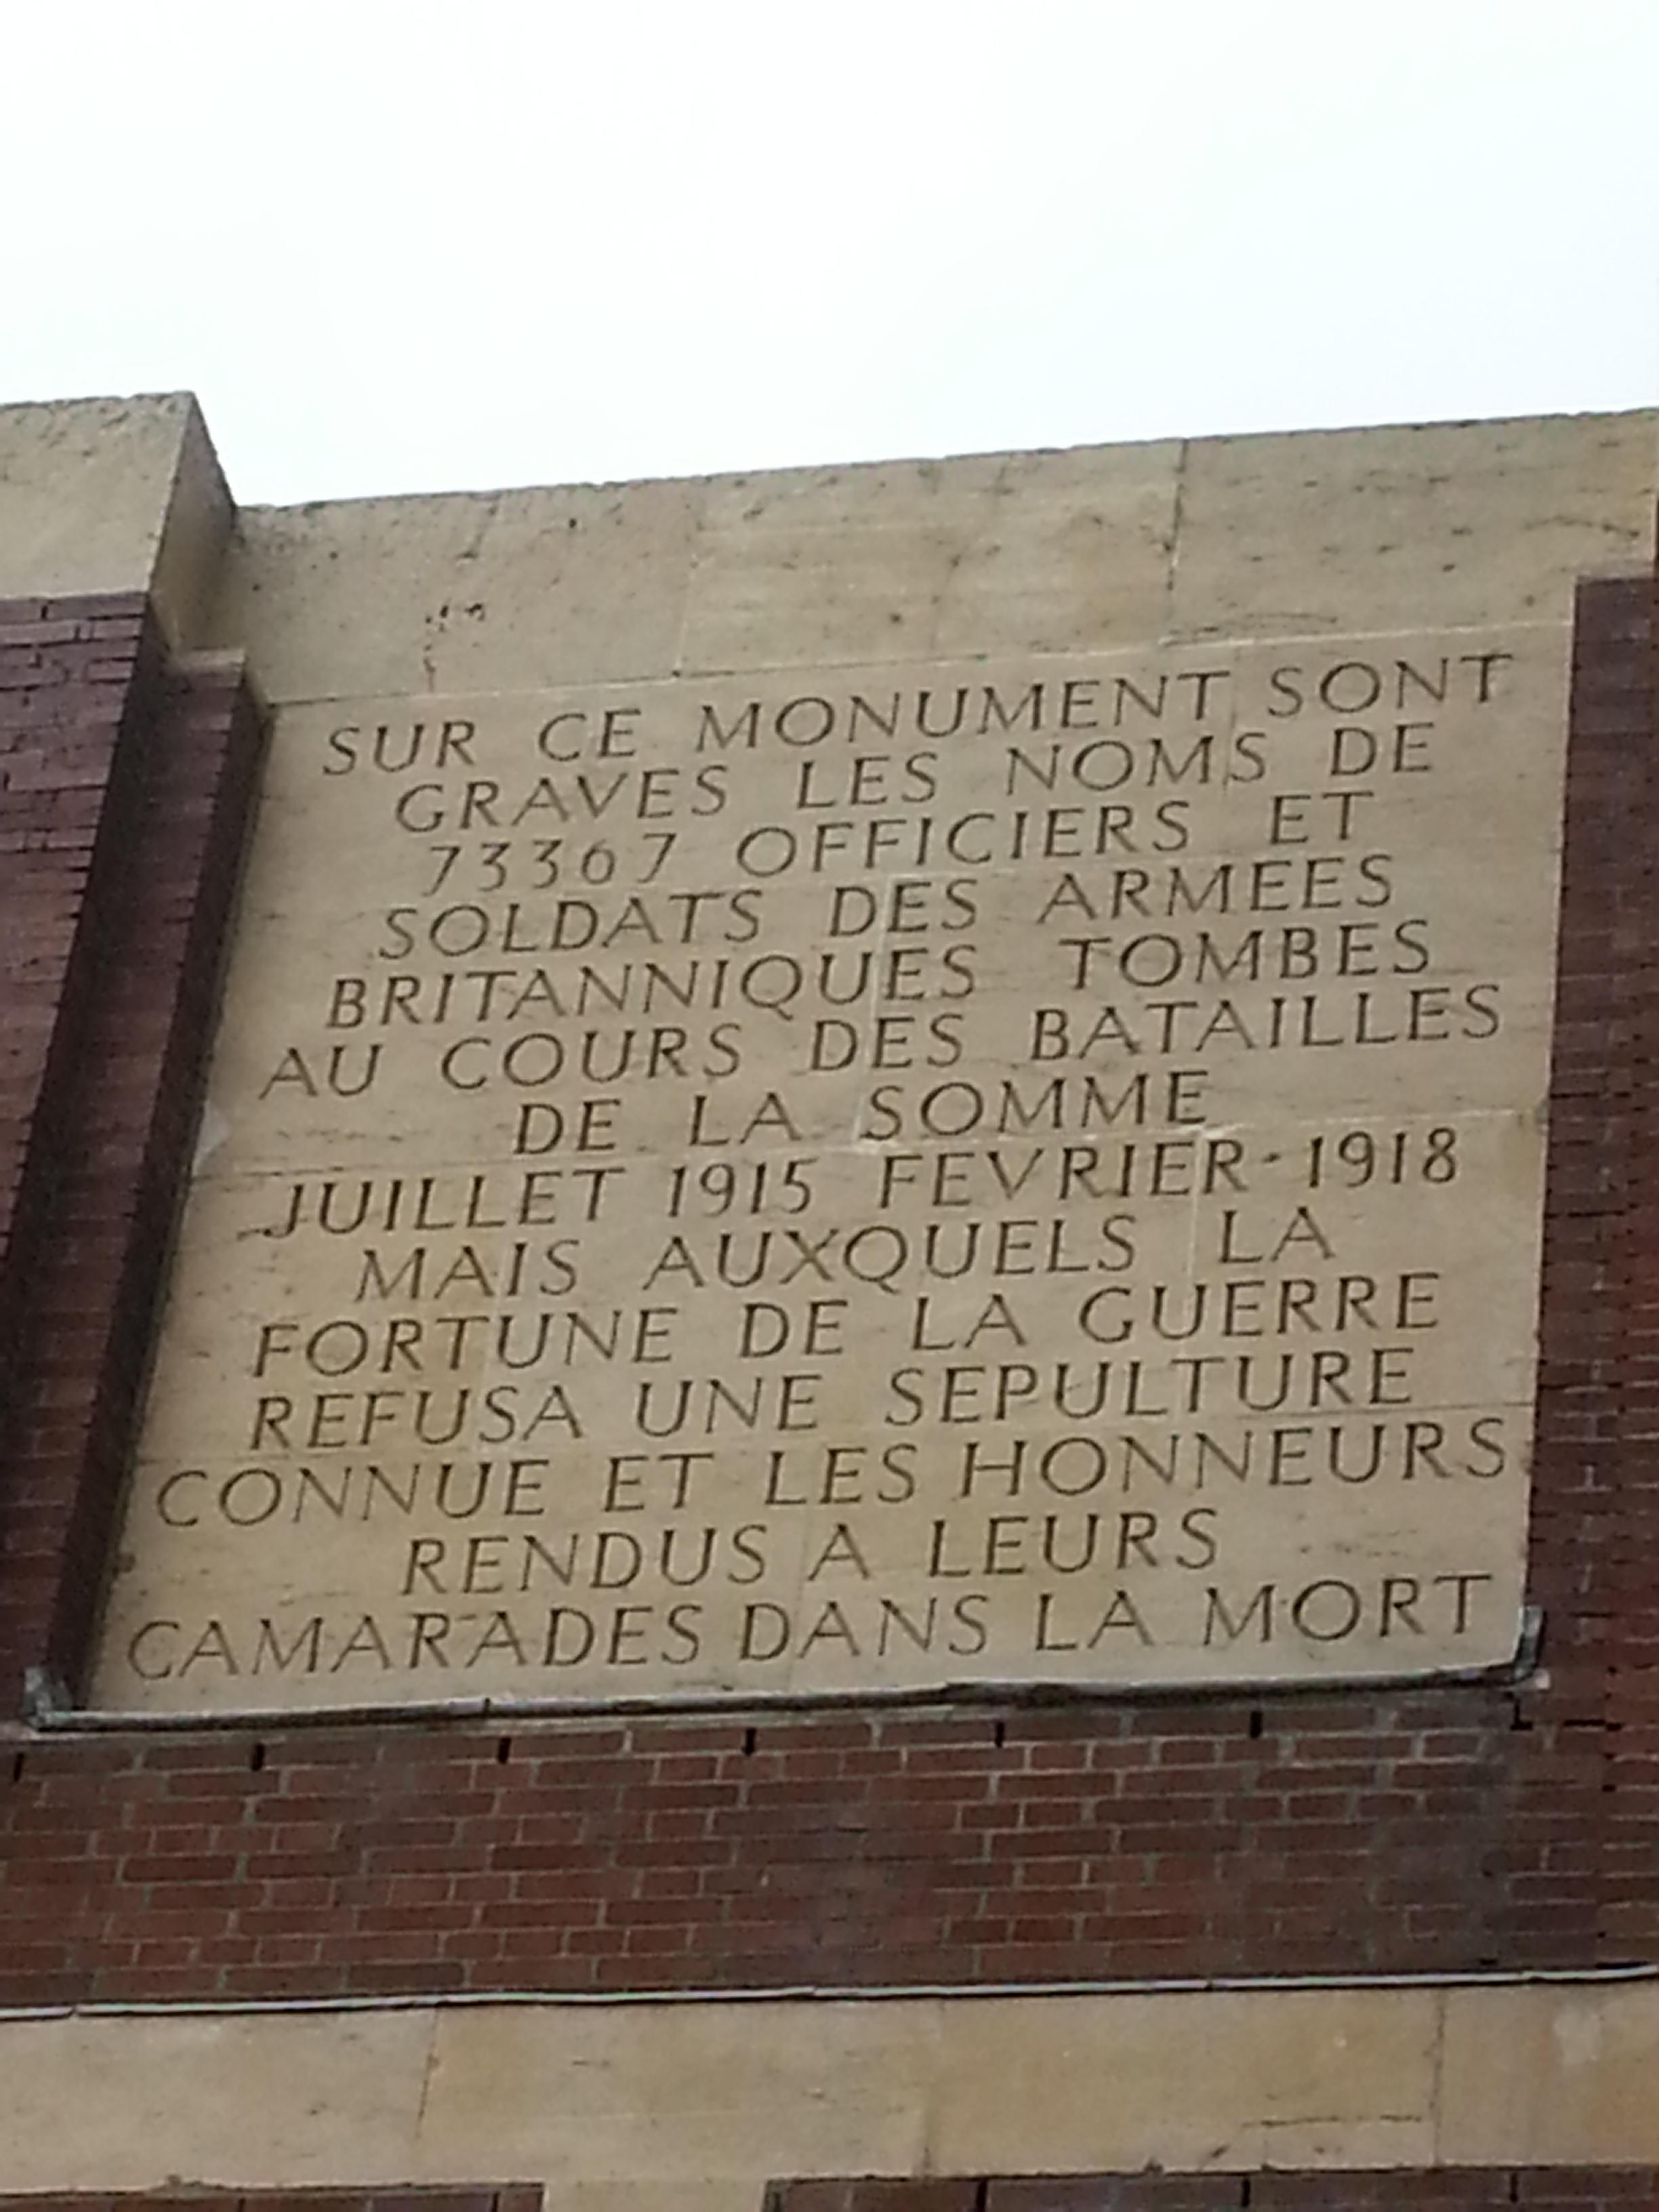 SUR CE MONUMENT SONT
GRAVES LES NOMS DE
73367 OFFICIERS ET
SOLDATS DES ARMEES
BRITANNIQUES TOMBES
AU COURS DES BATAILLES
DE LA SOMME
JUILLET 1915 FEVRIER · 1918
MAIS AUXQUELS LA
FORTUNE DE LA GUERRE
REFUSA UNE SEPULTURE
CONNUE ET LES HONNEURS
RENDUS A LEURS
CAMARADES DANS LA MORT